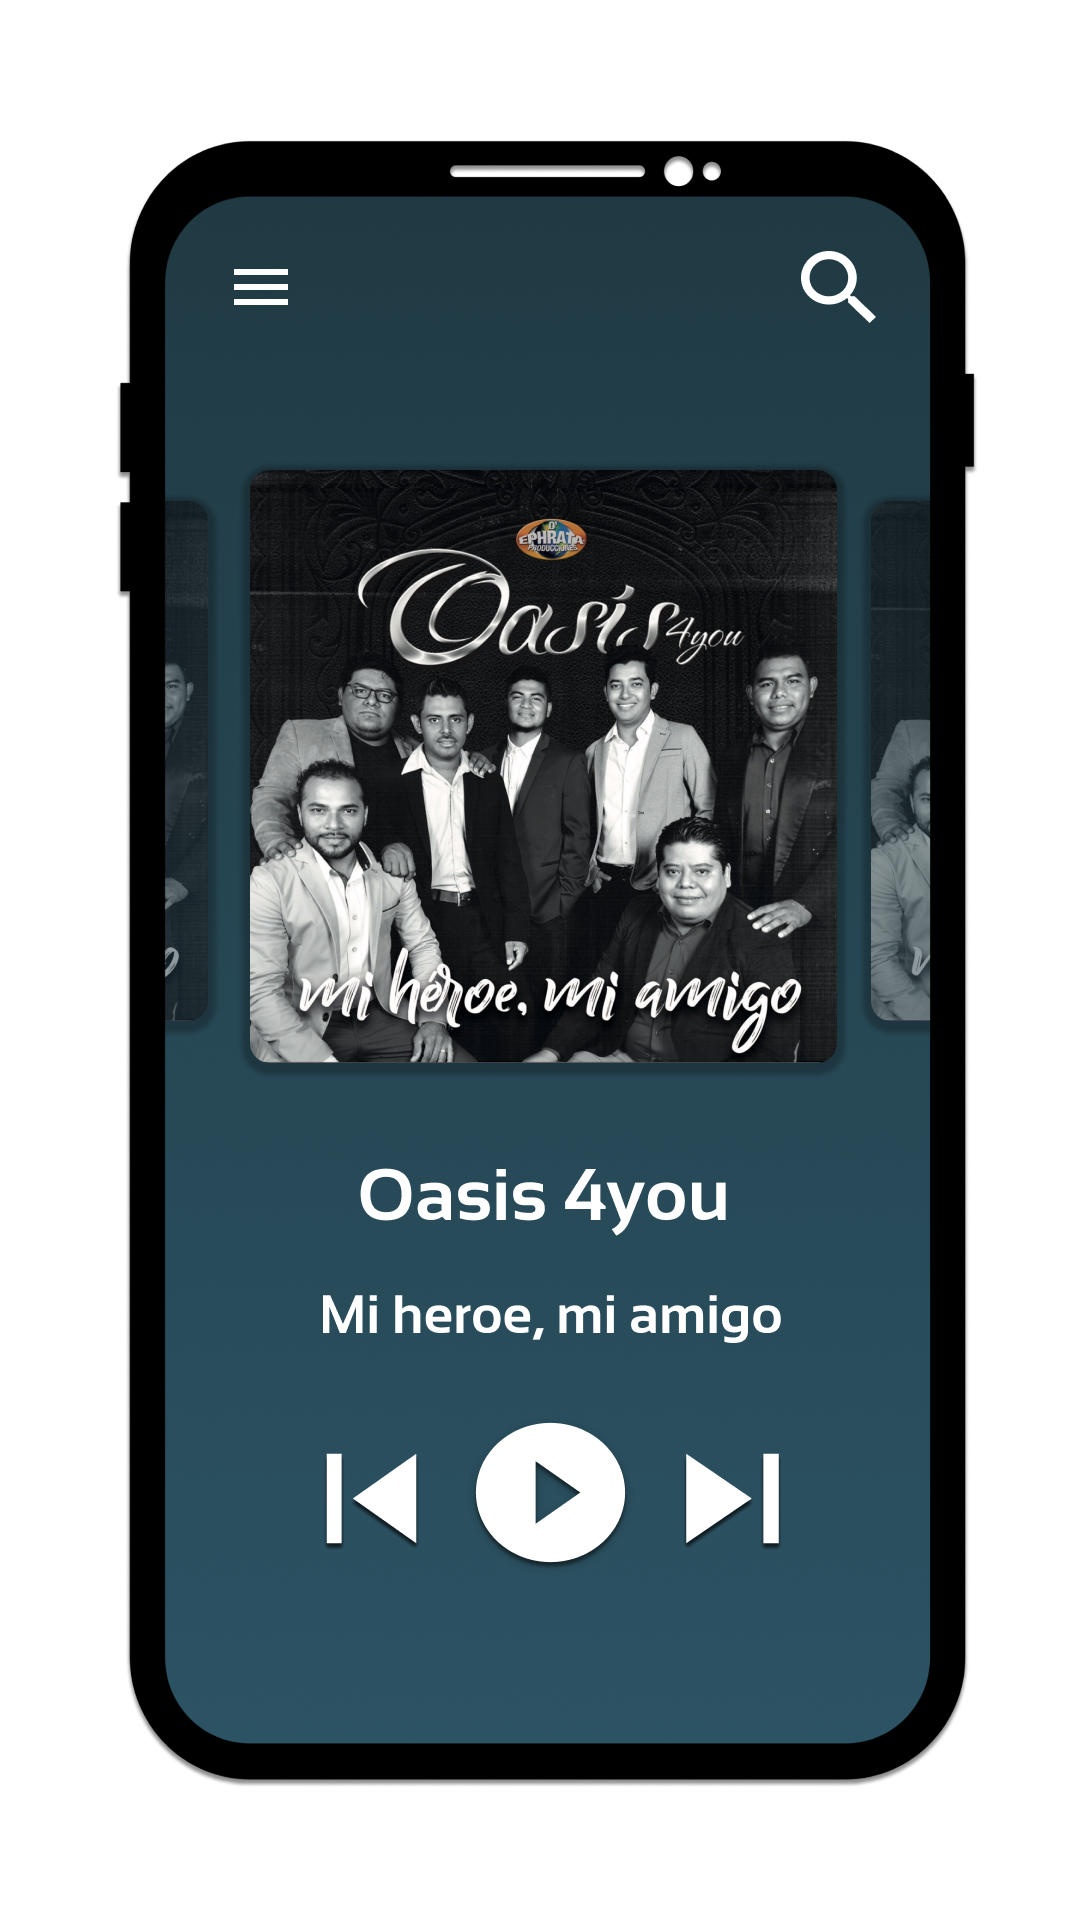 D'
EPHRATA
PRODUCCIONES
Oasis 4you
mi héroe, mi amigo
Oasis 4you
Mi heroe, mi amigo